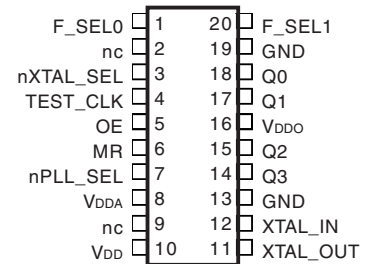 F_SEL0 1 20 F_SEL1
nc 2 19 GND
nXTAL_SEL 3 18 Q0
TEST_CLK 4 17 Q1
OE 5 16 VDDO
MR 6 15 Q2
nPLL_SEL 7 14 Q3
VDDA 8 13 GND
nc 9 12 XTAL_IN
VDD 10 11 XTAL_OUT